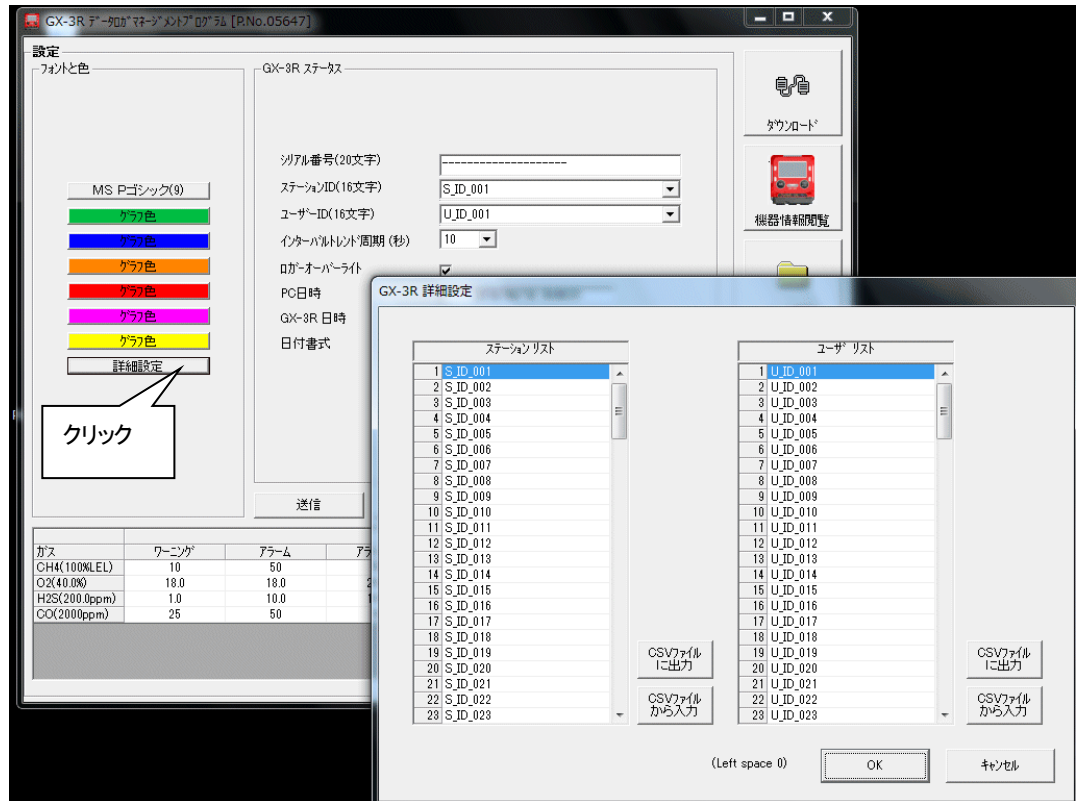 GX-3R ﾃﾞｰﾀﾛｶﾞﾏﾈｰｼﾞﾒﾝﾄﾌﾟﾛｸﾞﾗﾑ [P.No.05647]
設定
ﾌｫﾝﾄと色
GX-3R ｽﾃｰﾀｽ
ﾀﾞｳﾝﾛｰﾄﾞ
ｼﾘｱﾙ番号(20文字)
--------------------
MS Pゴシック(9)
ｽﾃｰｼｮﾝID(16文字)
S_ID_001
ｸﾞﾗﾌ色
ﾕｰｻﾞｰID(16文字)
U_ID_001
機器情報閲覧
ｸﾞﾗﾌ色
ｲﾝﾀｰﾊﾞﾙﾄﾚﾝﾄﾞ周期 (秒)
10
ｸﾞﾗﾌ色
ﾛｶﾞｰｵｰﾊﾞｰﾗｲﾄ
ｸﾞﾗﾌ色
PC日時
ｸﾞﾗﾌ色
GX-3R 日時
ｸﾞﾗﾌ色
日付書式
詳細設定
クリック
送信
ｶﾞｽ ﾜｰﾆﾝｸﾞ ｱﾗｰﾑ
CH4(100%LEL) 10 50
O2(40.0%) 18.0 18.0
H2S(200.0ppm) 1.0 10.0
CO(2000ppm) 25 50
GX-3R 詳細設定
ｽﾃｰｼｮﾝ ﾘｽﾄ
1 S_ID_001
2 S_ID_002
3 S_ID_003
4 S_ID_004
5 S_ID_005
6 S_ID_006
7 S_ID_007
8 S_ID_008
9 S_ID_009
10 S_ID_010
11 S_ID_011
12 S_ID_012
13 S_ID_013
14 S_ID_014
15 S_ID_015
16 S_ID_016
17 S_ID_017
18 S_ID_018
19 S_ID_019
20 S_ID_020
21 S_ID_021
22 S_ID_022
23 S_ID_023
CSVﾌｧｲﾙ
に出力
CSVﾌｧｲﾙ
から入力
ﾕｰｻﾞ ﾘｽﾄ
1 U_ID_001
2 U_ID_002
3 U_ID_003
4 U_ID_004
5 U_ID_005
6 U_ID_006
7 U_ID_007
8 U_ID_008
9 U_ID_009
10 U_ID_010
11 U_ID_011
12 U_ID_012
13 U_ID_013
14 U_ID_014
15 U_ID_015
16 U_ID_016
17 U_ID_017
18 U_ID_018
19 U_ID_019
20 U_ID_020
21 U_ID_021
22 U_ID_022
23 U_ID_023
CSVﾌｧｲﾙ
に出力
CSVﾌｧｲﾙ
から入力
(Left space 0)
OK
ｷｬﾝｾﾙ